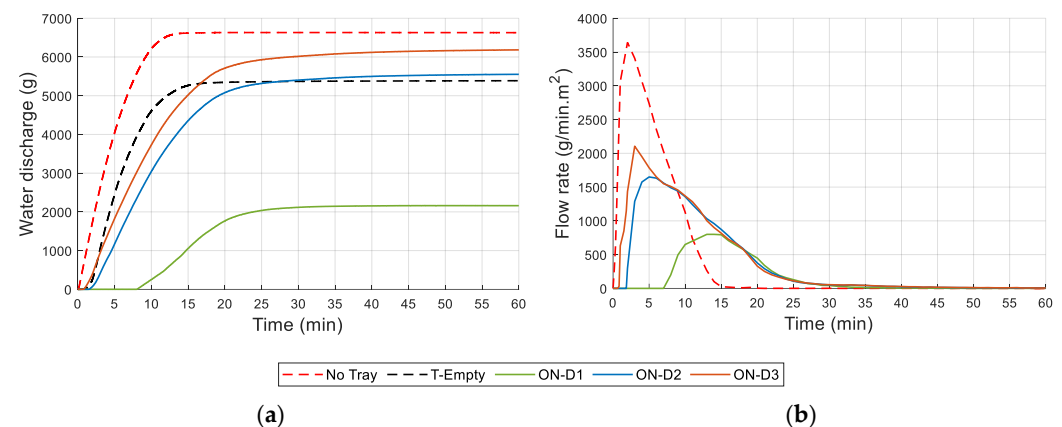 Water discharge (g)
7000
6000
5000
4000
3000
2000
1000
0
0 5 10 15 20 25 30 35 40 45 50 55 60
Time (min)
Flow rate (g/min.m²)
4000
3500
3000
2500
2000
1500
1000
500
0
0 5 10 15 20 25 30 35 40 45 50 55 60
Time (min)
No Tray T-Empty ON-D1 ON-D2 ON-D3
(a) (b)